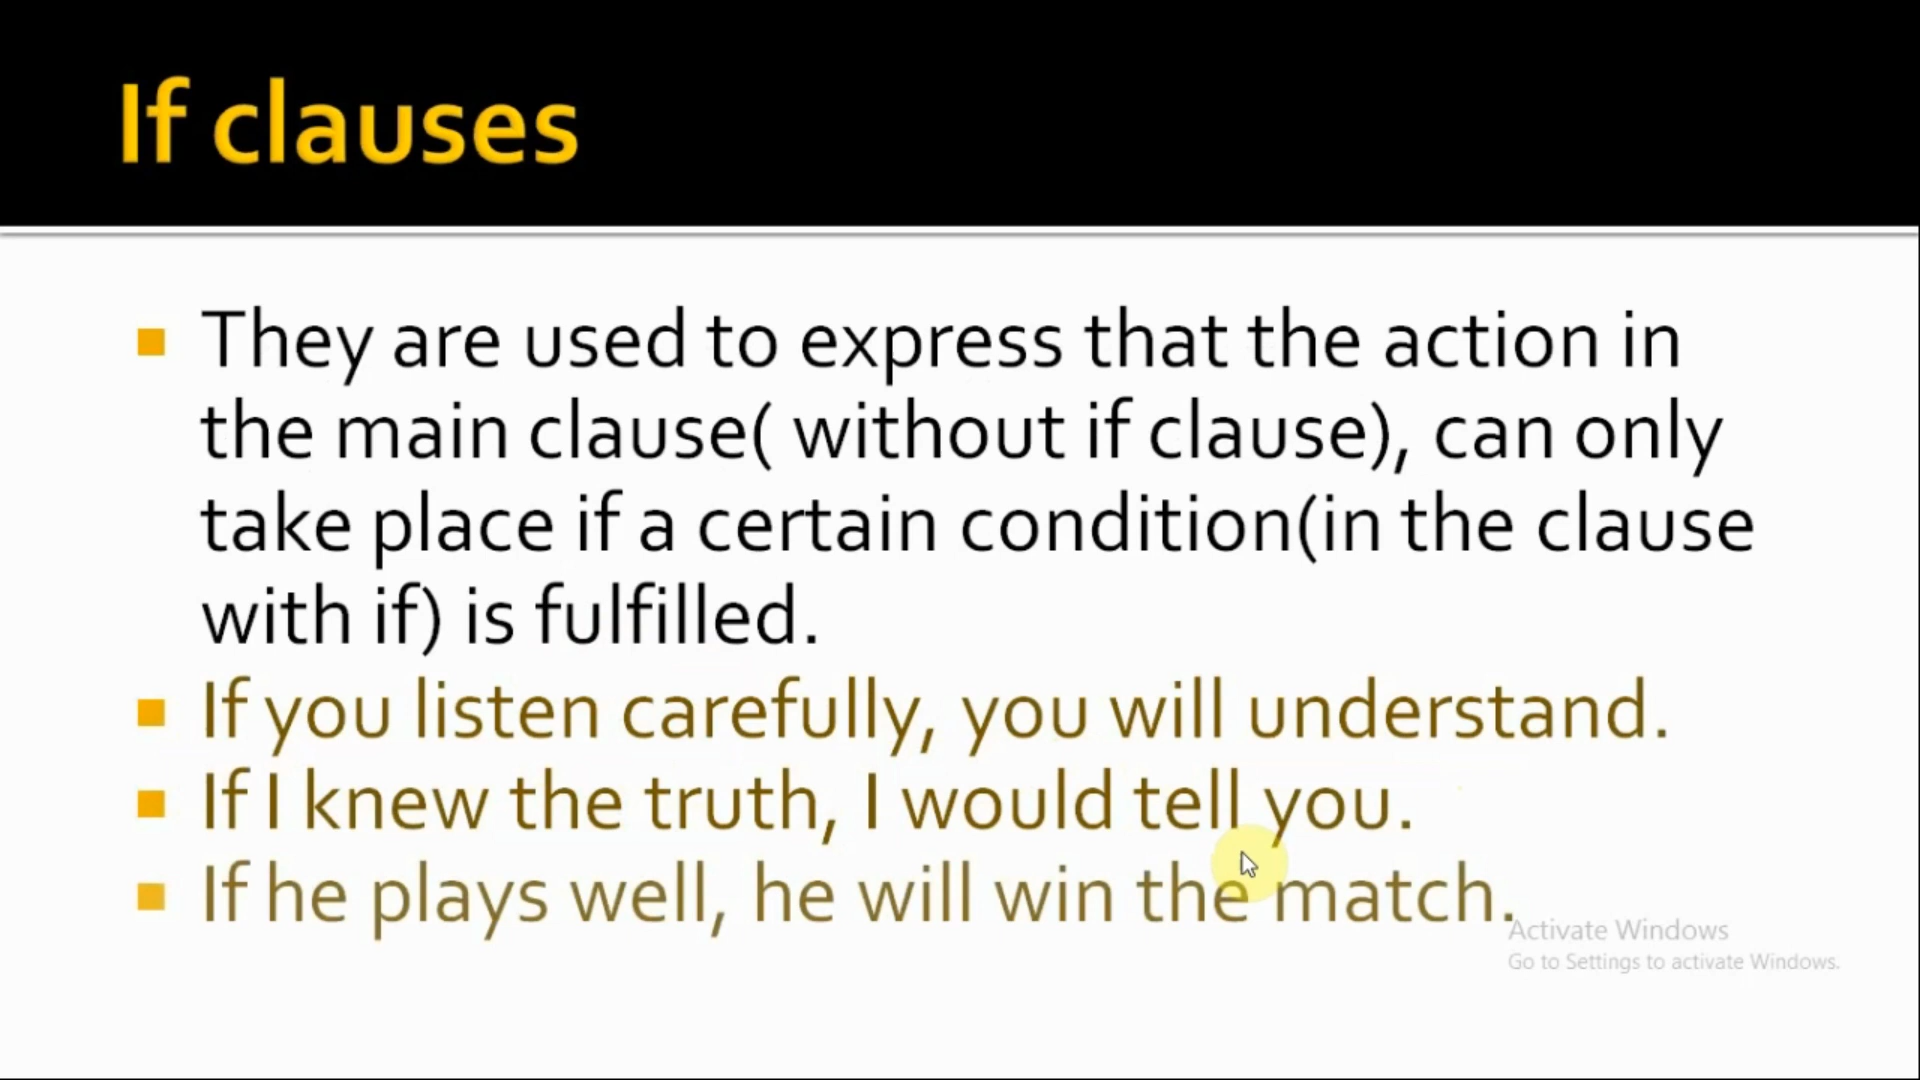 If clauses
They are used to express that the action in
the main clause( without if clause), can only
take place if a certain condition(in the clause
with if) is fulfilled.
If you listen carefully, you will understand.
If I knew the truth, I would tell you.
If he plays well, he will win the match.
Activate Windows
Go to Settings to activate Windows.